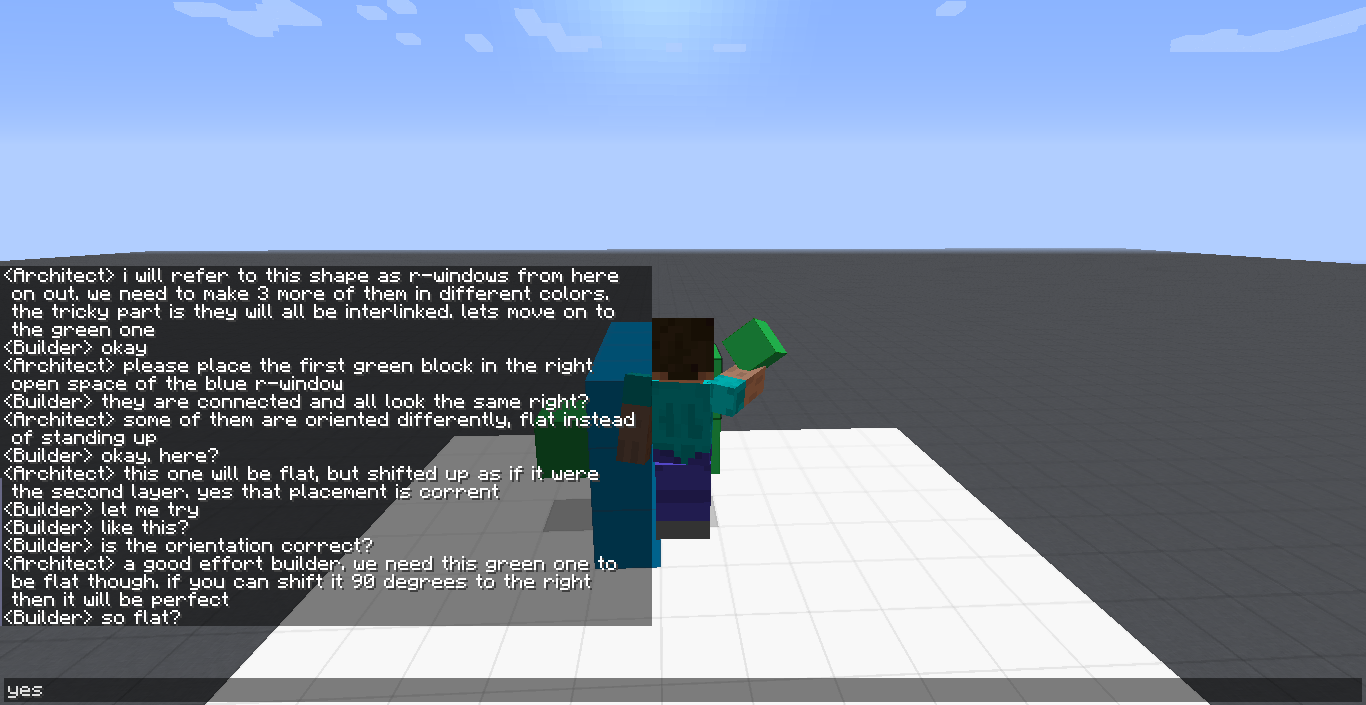 <Architect> i will refer to this shape as r-windows from here
on out. we need to make 3 more of them in different colors.
the tricky part is they will all be interlinked. lets move on to
the green one
<Builder> okay
<Architect> please place the first green block in the right
open space of the blue r-window
<Builder> they are connected and all look the same right?
<Architect> some of them are oriented differently, flat instead
of standing up
<Builder> okay. here?
<Architect> this one will be flat, but shifted up as if it were
the second layer. yes that placement is corrent
<Builder> let me try
<Builder> like this?
<Builder> is the orientation correct?
<Architect> a good effort builder. we need this green one to
be flat though. if you can shift it 90 degrees to the right
then it will be perfect
<Builder> so flat?
yes